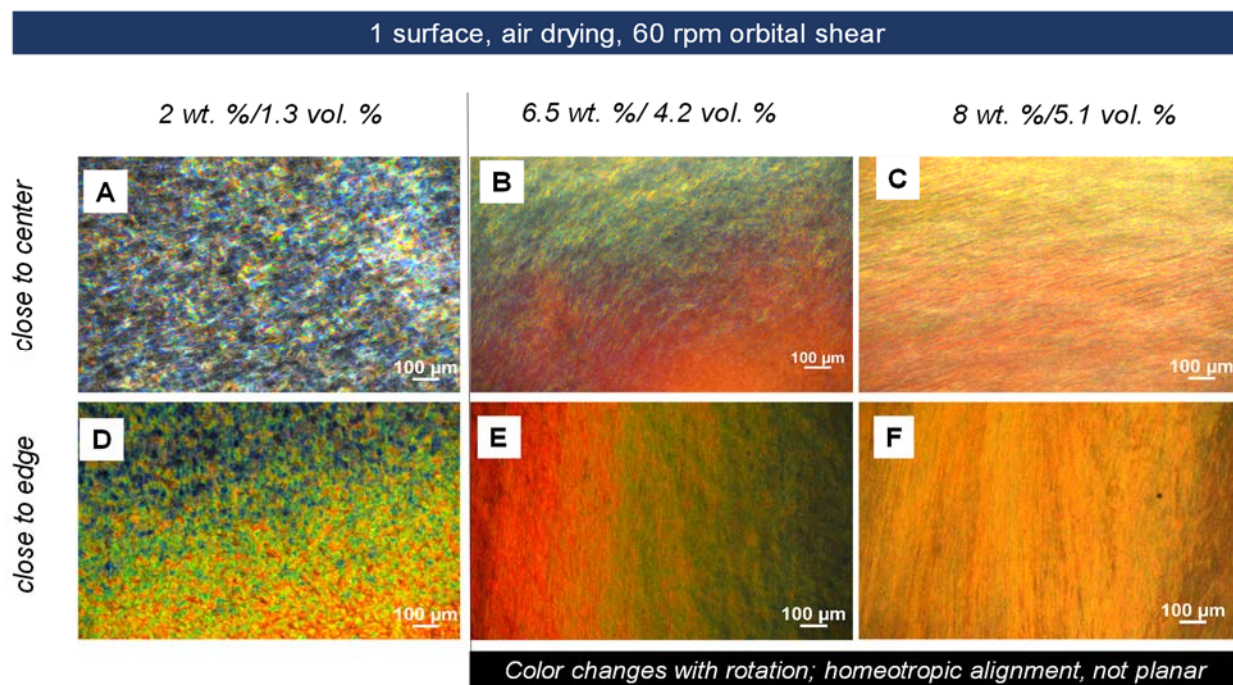 1 surface, air drying, 60 rpm orbital shear
2 wt. %/1.3 vol. %
6.5 wt. %/ 4.2 vol. %
8 wt. %/5.1 vol. %
close to center
A
100 µm
B
100 µm
C
100 µm
close to edge
D
100 µm
E
100 µm
F
100 µm
Color changes with rotation; homeotropic alignment, not planar